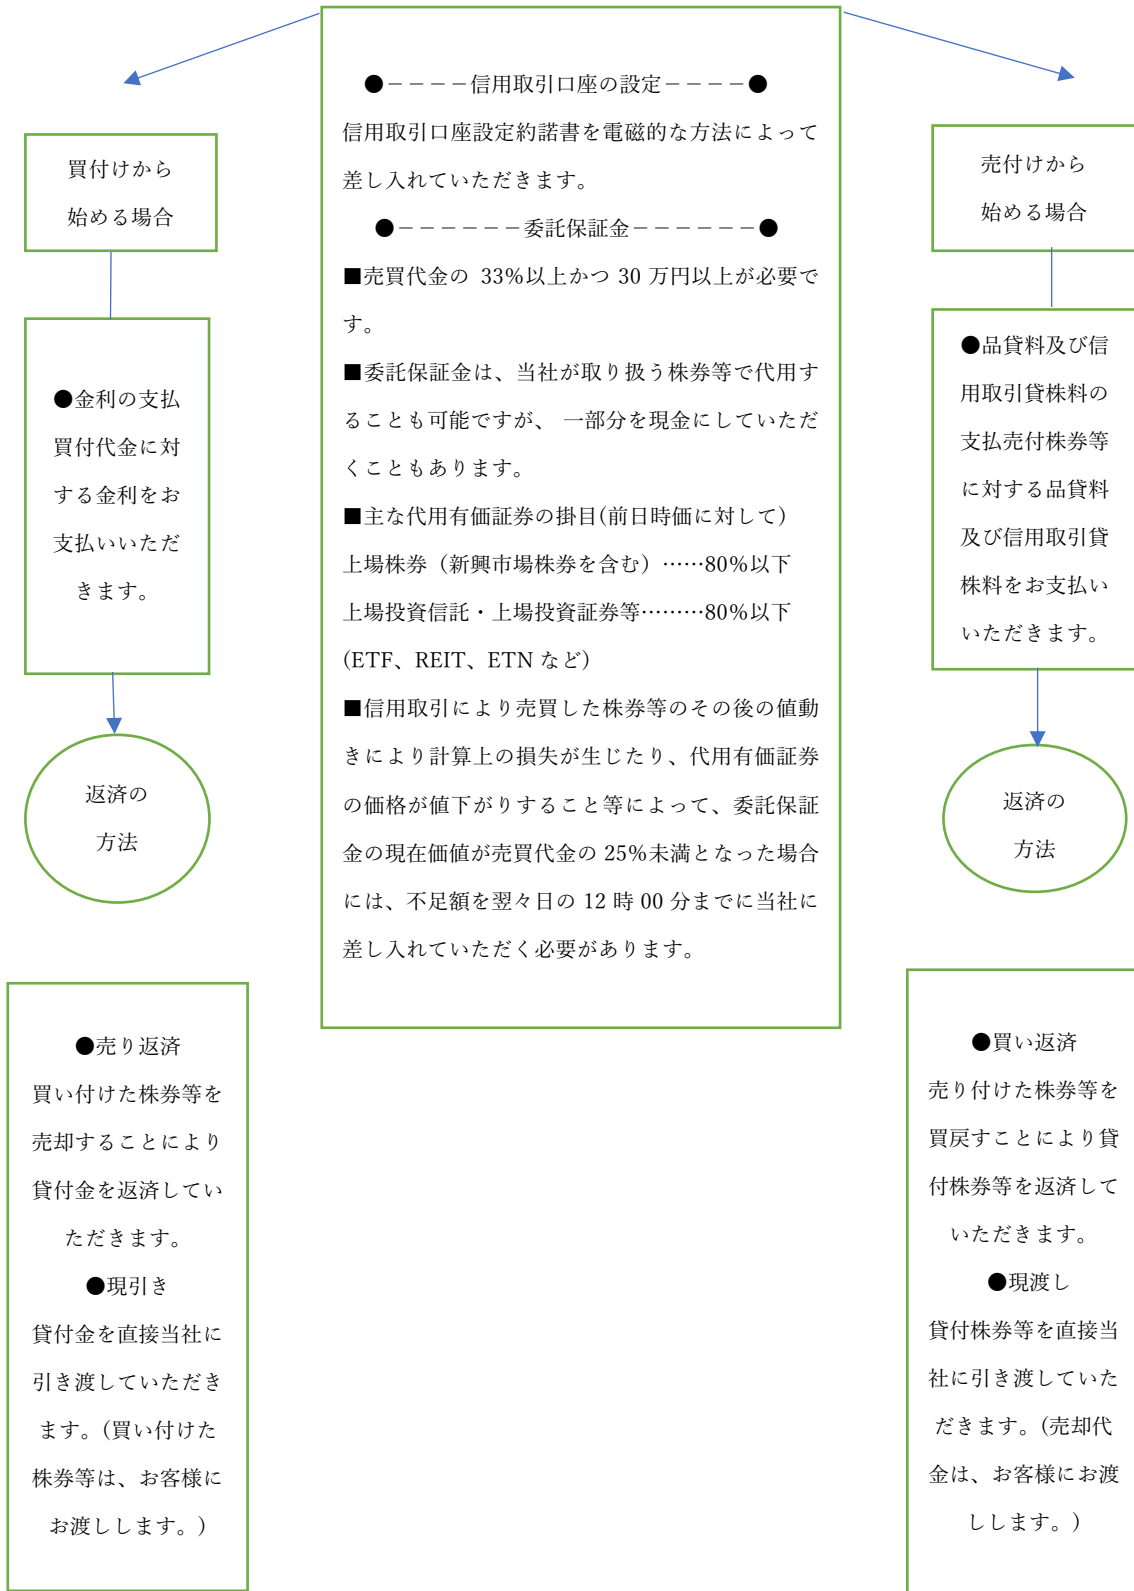 ●－－－－信用取引口座の設定－－－－●
信用取引口座設定約諾書を電磁的な方法によって
差し入れていただきます。
●－－－－－－委託保証金－－－－－－●
■売買代金の 33%以上かつ 30 万円以上が必要で
す。
■委託保証金は、当社が取り扱う株券等で代用す
ることも可能ですが、 一部分を現金にしていただ
くこともあります。
■主な代用有価証券の掛目(前日時価に対して)
上場株券（新興市場株券を含む）……80%以下
上場投資信託・上場投資証券等………80%以下
(ETF、REIT、ETN など)
■信用取引により売買した株券等のその後の値動
きにより計算上の損失が生じたり、代用有価証券
の価格が値下がりすること等によって、委託保証
金の現在価値が売買代金の 25%未満となった場合
には、不足額を翌々日の 12 時 00 分までに当社に
差し入れていただく必要があります。
買付けから
始める場合
●金利の支払
買付代金に対
する金利をお
支払いいただ
きます。
返済の
方法
●売り返済
買い付けた株券等を
売却することにより
貸付金を返済してい
ただきます。
●現引き
貸付金を直接当社に
引き渡していただき
ます。(買い付けた
株券等は、お客様に
お渡しします。)
売付けから
始める場合
●品貸料及び信
用取引貸株料の
支払売付株券等
に対する品貸料
及び信用取引貸
株料をお支払い
いただきます。
返済の
方法
●買い返済
売り付けた株券等を
買戻すことにより貸
付株券等を返済して
いただきます。
●現渡し
貸付株券等を直接当
社に引き渡していた
だきます。(売却代
金は、お客様にお渡
しします。)